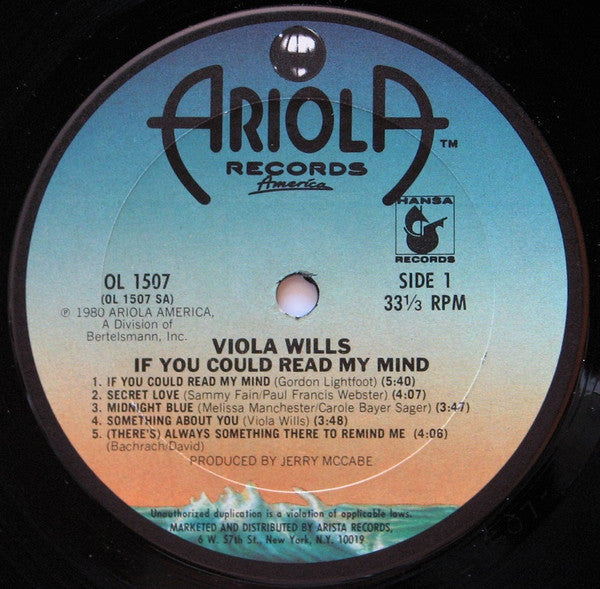 ARIOLA™
RECORDS
America
HANSA
RECORDS
OL 1507
(OL 1507 SA)
℗ 1980 ARIOLA AMERICA,
A Division of
Bertelsmann, Inc.
SIDE 1
33⅓ RPM
VIOLA WILLS
IF YOU COULD READ MY MIND
1. IF YOU COULD READ MY MIND (Gordon Lightfoot) (5:40)
2. SECRET LOVE (Sammy Fain/Paul Francis Webster) (4:07)
3. MIDNIGHT BLUE (Melissa Manchester/Carole Bayer Sager) (3:47)
4. SOMETHING ABOUT YOU (Viola Wills) (3:48)
5. (THERE'S) ALWAYS SOMETHING THERE TO REMIND ME (4:06)
(Bachrach/David)
PRODUCED BY JERRY MCCABE
Unauthorized duplication is a violation of applicable laws.
MARKETED AND DISTRIBUTED BY ARISTA RECORDS,
6 W. 57th St., New York, N.Y. 10019